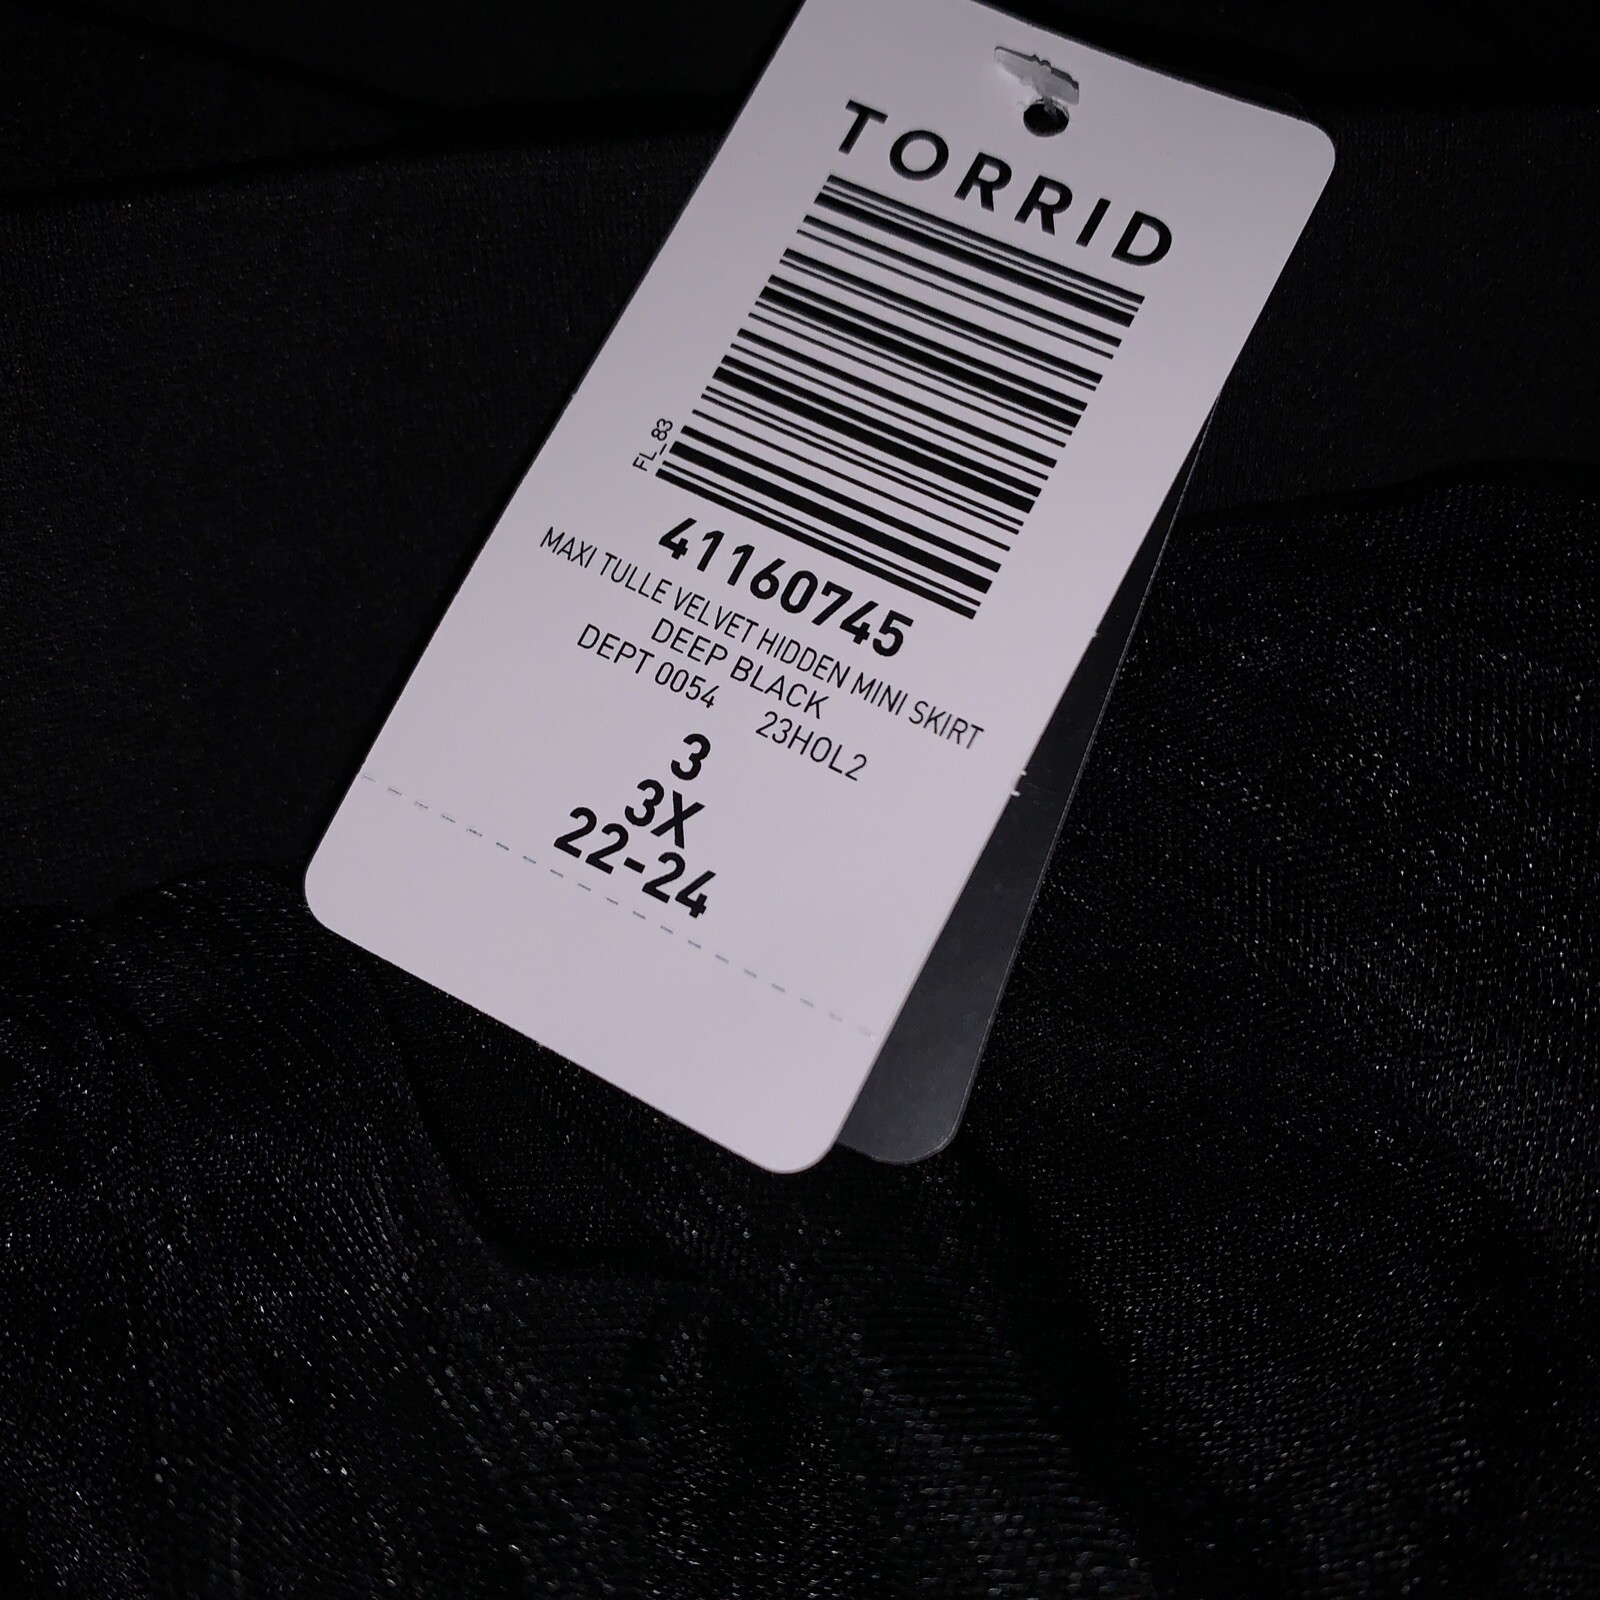 TORRID
FL_83
41160745
MAXI TULLE VELVET HIDDEN MINI SKIRT
DEEP BLACK
DEPT 0054 23HOL2
3
3X
22-24